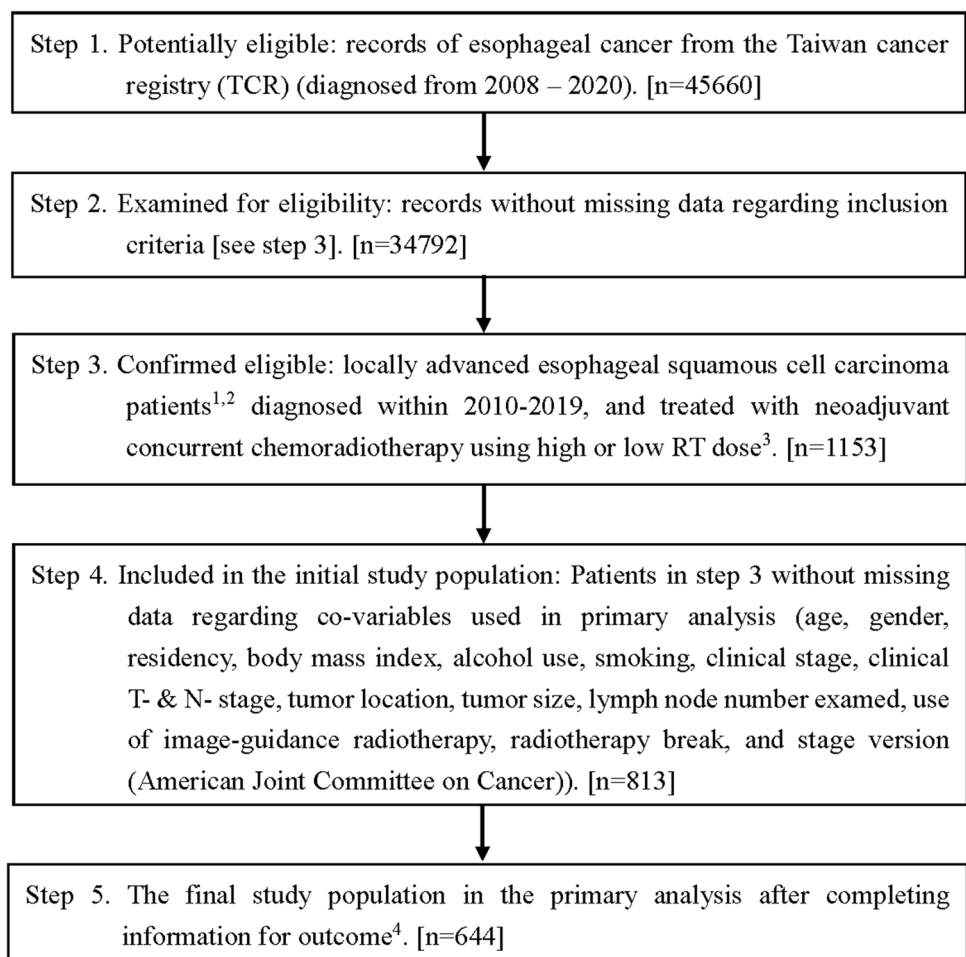 Step 1. Potentially eligible: records of esophageal cancer from the Taiwan cancer
registry (TCR) (diagnosed from 2008 – 2020). [n=45660]
Step 2. Examined for eligibility: records without missing data regarding inclusion
criteria [see step 3]. [n=34792]
Step 3. Confirmed eligible: locally advanced esophageal squamous cell carcinoma
patients1,2 diagnosed within 2010-2019, and treated with neoadjuvant
concurrent chemoradiotherapy using high or low RT dose3. [n=1153]
Step 4. Included in the initial study population: Patients in step 3 without missing
data regarding co-variables used in primary analysis (age, gender,
residency, body mass index, alcohol use, smoking, clinical stage, clinical
T- & N- stage, tumor location, tumor size, lymph node number examed, use
of image-guidance radiotherapy, radiotherapy break, and stage version
(American Joint Committee on Cancer)). [n=813]
Step 5. The final study population in the primary analysis after completing
information for outcome4. [n=644]